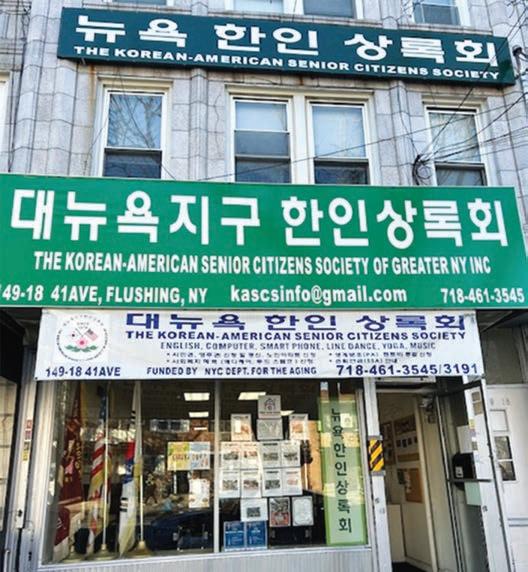 뉴욕 한인 상록회
THE KOREAN-AMERICAN SENIOR CITIZENS SOCIETY
대뉴욕지구 한인상록회
THE KOREAN-AMERICAN SENIOR CITIZENS SOCIETY OF GREATER NY INC
149-18 41AVE, FLUSHING, NY kascsinfo@gmail.com 718-461-3545
대뉴욕 한인 상록회
THE KOREAN-AMERICAN SENIOR CITIZENS SOCIETY
ENGLISH, COMPUTER, SMART PHONE, LINE DANCE, YOGA, MUSIC
149-18 41AVE FUNDED BY NYC DEPT. FOR THE AGING 718-461-3545/3191
뉴욕한인상록회